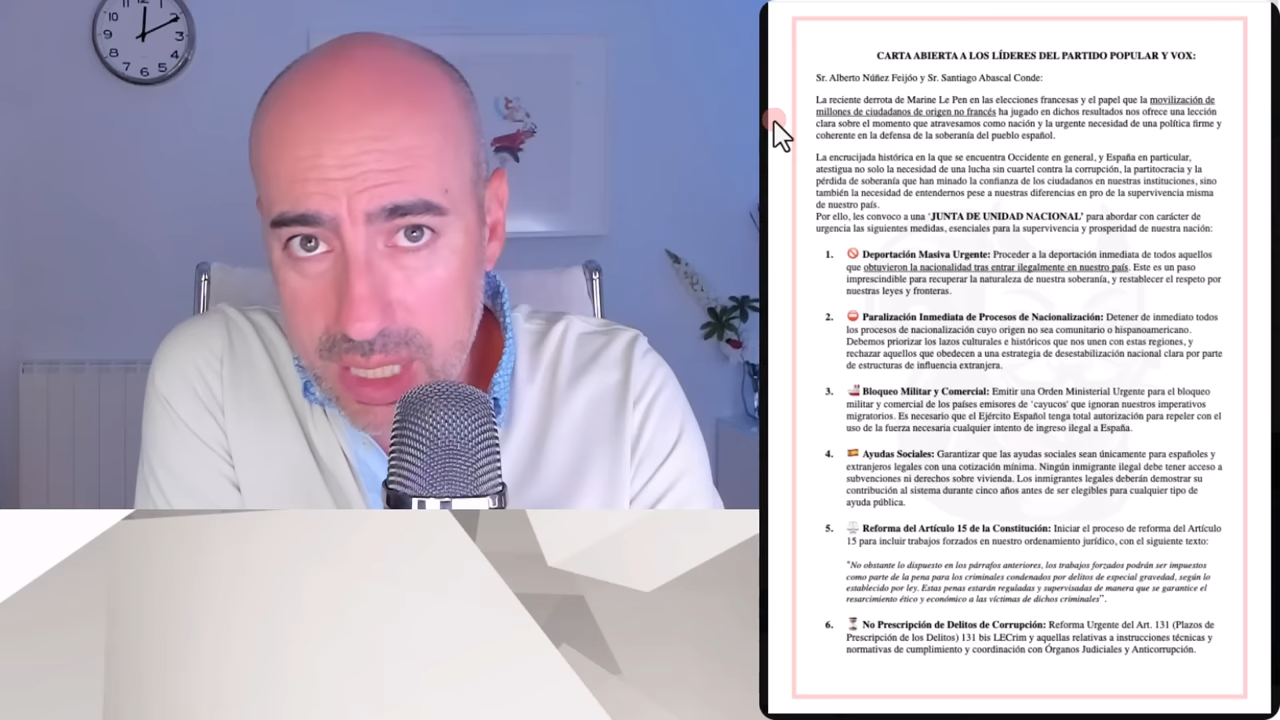 10
11
12
1
9
3
8
4
7
6
5
CARTA ABIERTA A LOS LÍDERES DEL PARTIDO POPULAR Y VOX:
Sr. Alberto Núñez Feijóo y Sr. Santiago Abascal Conde:
La reciente derrota de Marine Le Pen en las elecciones francesas y el papel que la movilización de
millones de ciudadanos de origen no francés ha jugado en dichos resultados nos ofrece una lección
clara sobre el momento que atravesamos como nación y la urgente necesidad de una política firme y
coherente en la defensa de la soberanía del pueblo español.
La encrucijada histórica en la que se encuentra Occidente en general, y España en particular,
atestigua no solo la necesidad de una lucha sin cuartel contra la corrupción, la partitocracia y la
pérdida de soberanía que han minado la confianza de los ciudadanos en nuestras instituciones, sino
también la necesidad de entendernos pese a nuestras diferencias en pro de la supervivencia misma
de nuestro país.
Por ello, les convoco a una 'JUNTA DE UNIDAD NACIONAL' para abordar con carácter de
urgencia las siguientes medidas, esenciales para la supervivencia y prosperidad de nuestra nación:
1. 🚫 Deportación Masiva Urgente: Proceder a la deportación inmediata de todos aquellos
que obtuvieron la nacionalidad tras entrar ilegalmente en nuestro país. Este es un paso
imprescindible para recuperar la naturaleza de nuestra soberanía, y restablecer el respeto por
nuestras leyes y fronteras.
2. ⛔ Paralización Inmediata de Procesos de Nacionalización: Detener de inmediato todos
los procesos de nacionalización cuyo origen no sea comunitario o hispanoamericano.
Debemos priorizar los lazos culturales e históricos que nos unen con estas regiones, y
rechazar aquellos que obedecen a una estrategia de desestabilización nacional clara por parte
de estructuras de influencia extranjera.
3. Bloqueo Militar y Comercial: Emitir una Orden Ministerial Urgente para el bloqueo
militar y comercial de los países emisores de 'cayucos' que ignoran nuestros imperativos
migratorios. Es necesario que el Ejército Español tenga total autorización para repeler con el
uso de la fuerza necesaria cualquier intento de ingreso ilegal a España.
4. 🇪🇸 Ayudas Sociales: Garantizar que las ayudas sociales sean únicamente para españoles y
extranjeros legales con una cotización mínima. Ningún inmigrante ilegal debe tener acceso a
subvenciones ni derechos sobre vivienda. Los inmigrantes legales deberán demostrar su
contribución al sistema durante cinco años antes de ser elegibles para cualquier tipo de
ayuda pública.
5. Reforma del Artículo 15 de la Constitución: Iniciar el proceso de reforma del Artículo
15 para incluir trabajos forzados en nuestro ordenamiento jurídico, con el siguiente texto:
"No obstante lo dispuesto en los párrafos anteriores, los trabajos forzados podrán ser impuestos
como parte de la pena para los criminales condenados por delitos de especial gravedad, según lo
establecido por ley. Estas penas estarán reguladas y supervisadas de manera que se garantice el
resarcimiento ético y económico a las víctimas de dichos criminales".
6. ⏳ No Prescripción de Delitos de Corrupción: Reforma Urgente del Art. 131 (Plazos de
Prescripción de los Delitos) 131 bis LECrim y aquellas relativas a instrucciones técnicas y
normativas de cumplimiento y coordinación con Órganos Judiciales y Anticorrupción.